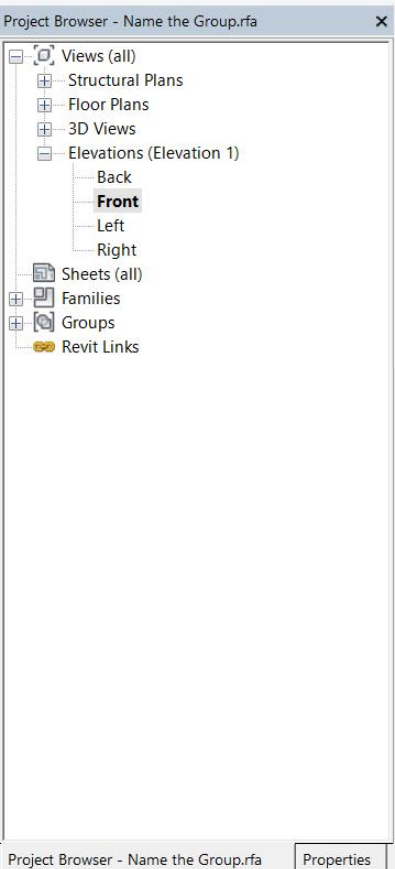 Project Browser - Name the Group.rfa
Views (all)
Structural Plans
Floor Plans
3D Views
Elevations (Elevation 1)
Back
Front
Left
Right
Sheets (all)
Families
Groups
Revit Links
Project Browser - Name the Group.rfa Properties